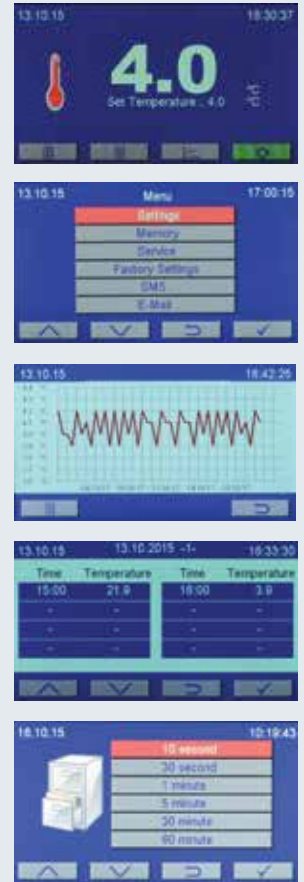 13.10.15 16:30:37
4.0
Set Temperature .. 4.0
13.10.15 Menu 17:00:15
Settings
Memory
Service
Factory Settings
SMS
E-Mail
13.10.15 16:42:26
13.10.15 13.10.2015 -1- 16:33:30
Time Temperature Time Temperature
15:00 21.9 16:00 3.9
- - - -
- - - -
- - - -
16.10.15 10:19:43
10 second
30 second
1 minute
5 minute
30 minute
60 minute